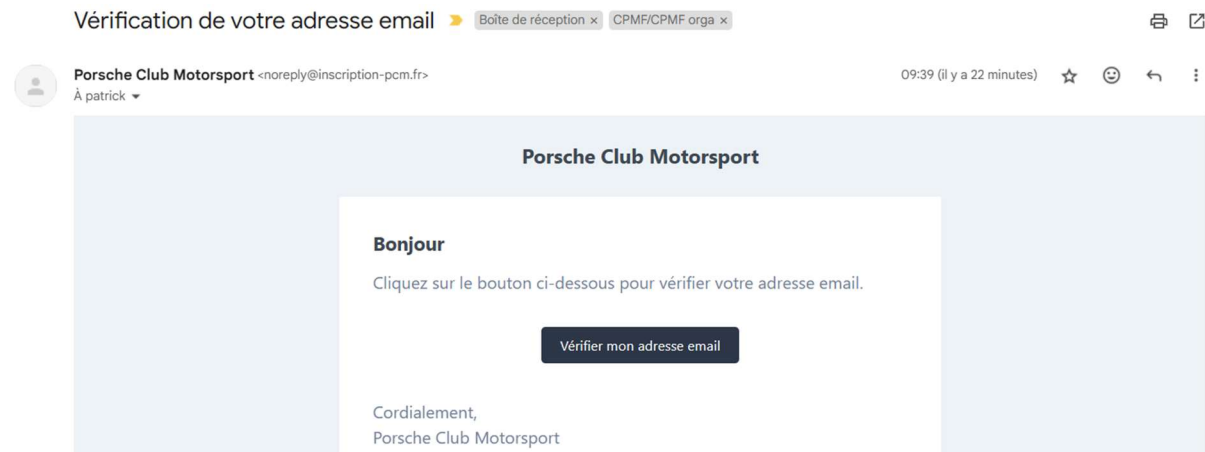 Vérification de votre adresse email Boîte de réception × CPMF/CPMF orga ×
Porsche Club Motorsport <noreply@inscription-pcm.fr> 09:39 (il y a 22 minutes)
À patrick
Porsche Club Motorsport
Bonjour
Cliquez sur le bouton ci-dessous pour vérifier votre adresse email.
Vérifier mon adresse email
Cordialement,
Porsche Club Motorsport